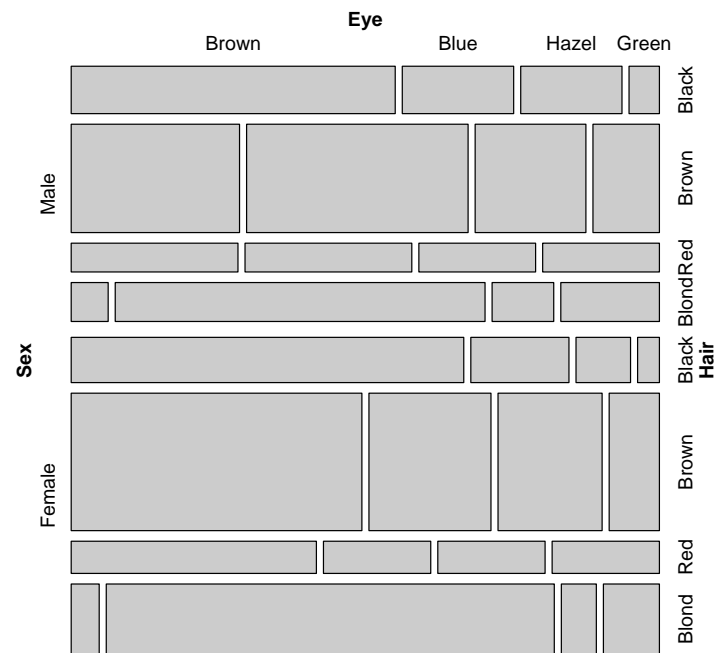 Eye
Brown Blue Hazel Green
Sex
Male
Female
Black
Brown
Red
Blond
Black
Brown
Red
Blond
Hair